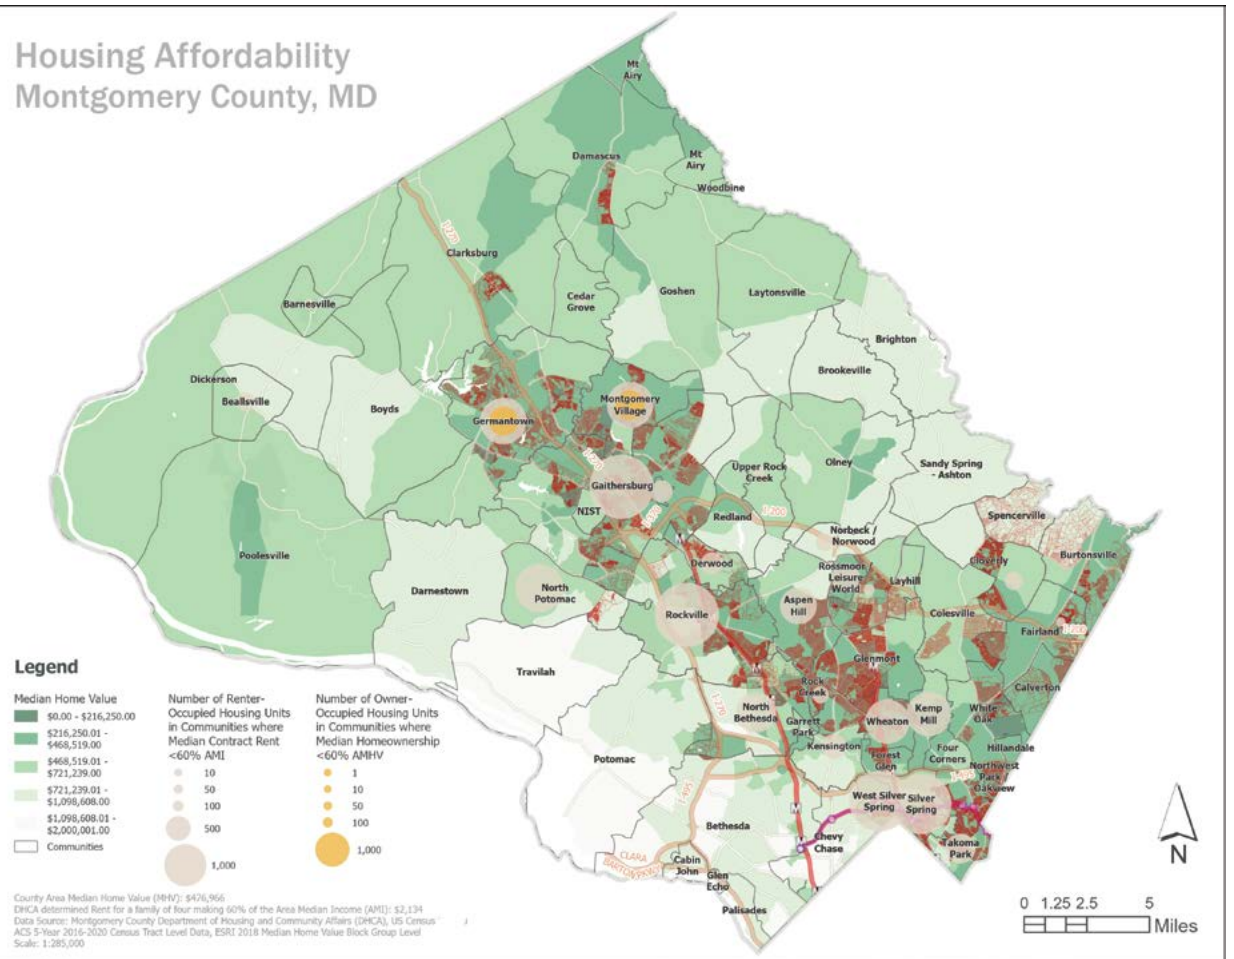 Housing Affordability
Montgomery County, MD
Mt
Airy
Damascus
Mt
Airy
Woodbine
I-270
Clarksburg
Barnesville
Cedar
Grove
Goshen
Laytonsville
Brighton
Brookeville
Dickerson
Beallsville
Boyds
Germantown
Montgomery
Village
Upper Rock
Creek
Olney
Sandy Spring
- Ashton
Gaithersburg
NIST
Redland
I-200
Norbeck /
Norwood
Spencerville
Burtonsville
Cloverly
Poolesville
Darnestown
North
Potomac
Derwood
Rossmoor
Leisure
World
Layhill
Aspen
Hill
Rockville
Colesville
Fairland
I-200
Glenmont
Calverton
Travilah
Rock
Creek
North
Bethesda
I-270
Garrett
Park
Wheaton
Kemp
Mill
White
Oak
Kensington
Forest
Glen
Four
Corners
Hillandale
Northwest
Park /
Oakview
I-495
Potomac
I-495
West Silver
Spring
Silver
Spring
Bethesda
Chevy
Chase
Takoma
Park
CLARA
BARTON PKWY
Cabin
John
Glen
Echo
Palisades
Legend
Median Home Value
$0.00 - $216,250.00
$216,250.01 -
$468,519.00
$468,519.01 -
$721,239.00
$721,239.01 -
$1,098,608.00
$1,098,608.01 -
$2,000,001.00
Communities
Number of Renter-
Occupied Housing Units
in Communities where
Median Contract Rent
<60% AMI
10
50
100
500
1,000
Number of Owner-
Occupied Housing Units
in Communities where
Median Homeownership
<60% AMHV
1
10
50
100
1,000
County Area Median Home Value (MHV): $476,966
DHCA determined Rent for a family of four making 60% of the Area Median Income (AMI): $2,134
Data Source: Montgomery County Department of Housing and Community Affairs (DHCA), US Census
ACS 5-Year 2016-2020 Census Tract Level Data, ESRI 2018 Median Home Value Block Group Level
Scale: 1:285,000
N
0 1.25 2.5 5
Miles